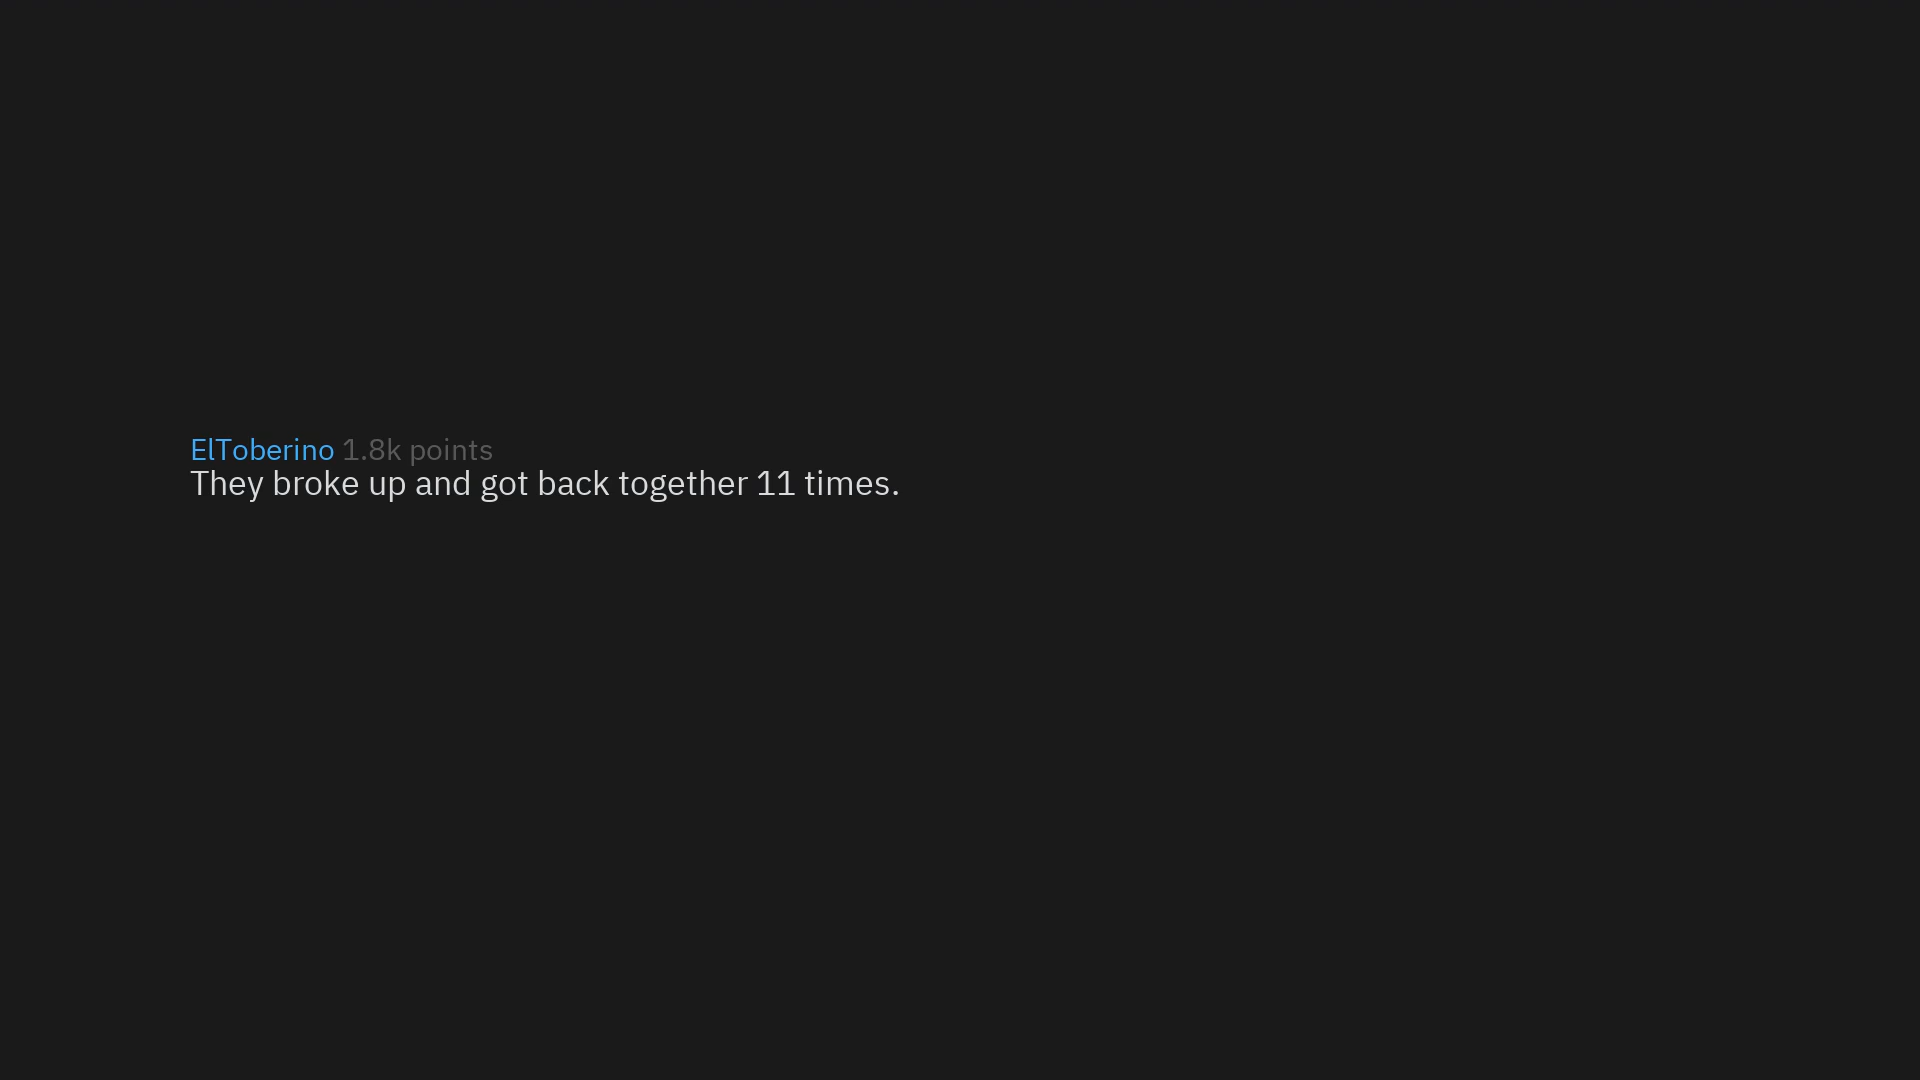 ElToberino 1.8k points
They broke up and got back together 11 times.